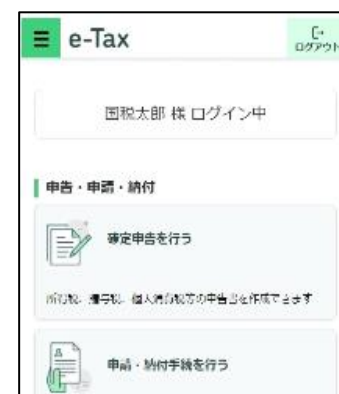 e-Tax
ログアウト
国税太郎 様 ログイン中
申告・申請・納付
確定申告を行う
所得税、贈与税、個人消費税等の申告書を作成できます
申請・納付手続を行う